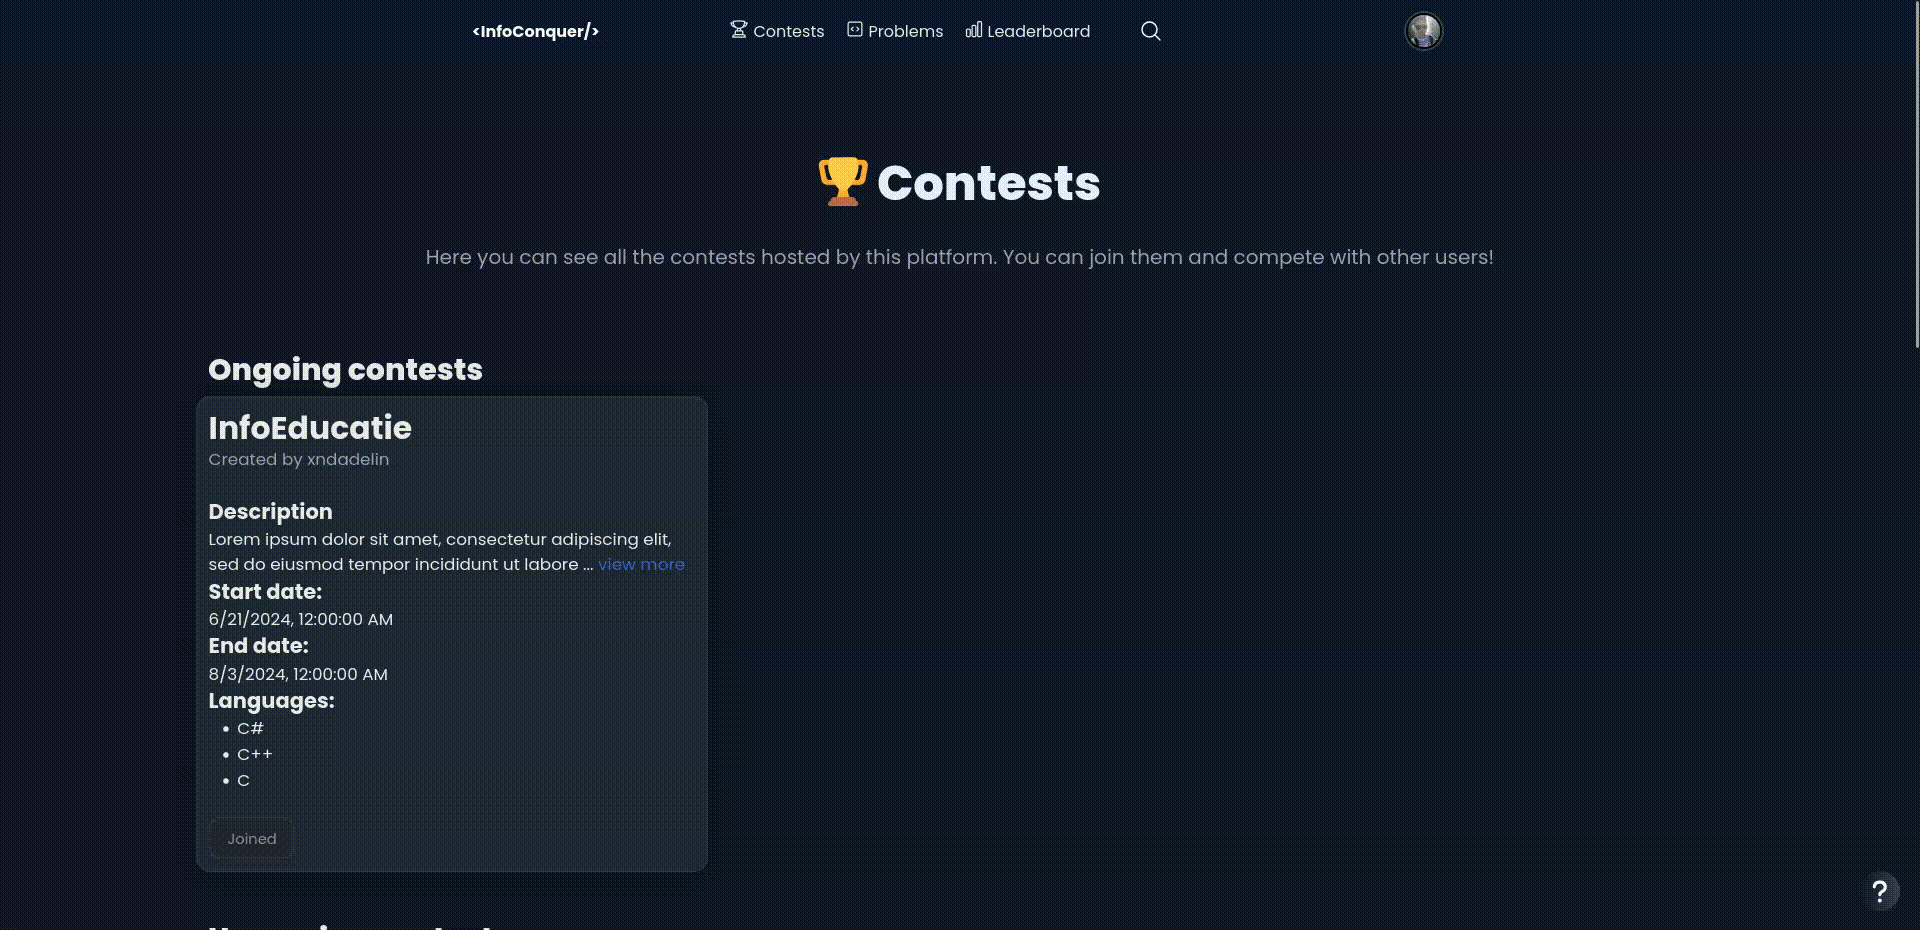 <InfoConquer/>
Contests
Problems
Leaderboard
Contests
Here you can see all the contests hosted by this platform. You can join them and compete with other users!
Ongoing contests
InfoEducatie
Created by xndadelin
Description
Lorem ipsum dolor sit amet, consectetur adipiscing elit,
sed do eiusmod tempor incididunt ut labore ... view more
Start date:
6/21/2024, 12:00:00 AM
End date:
8/3/2024, 12:00:00 AM
Languages:
• C#
• C++
• C
Joined
?